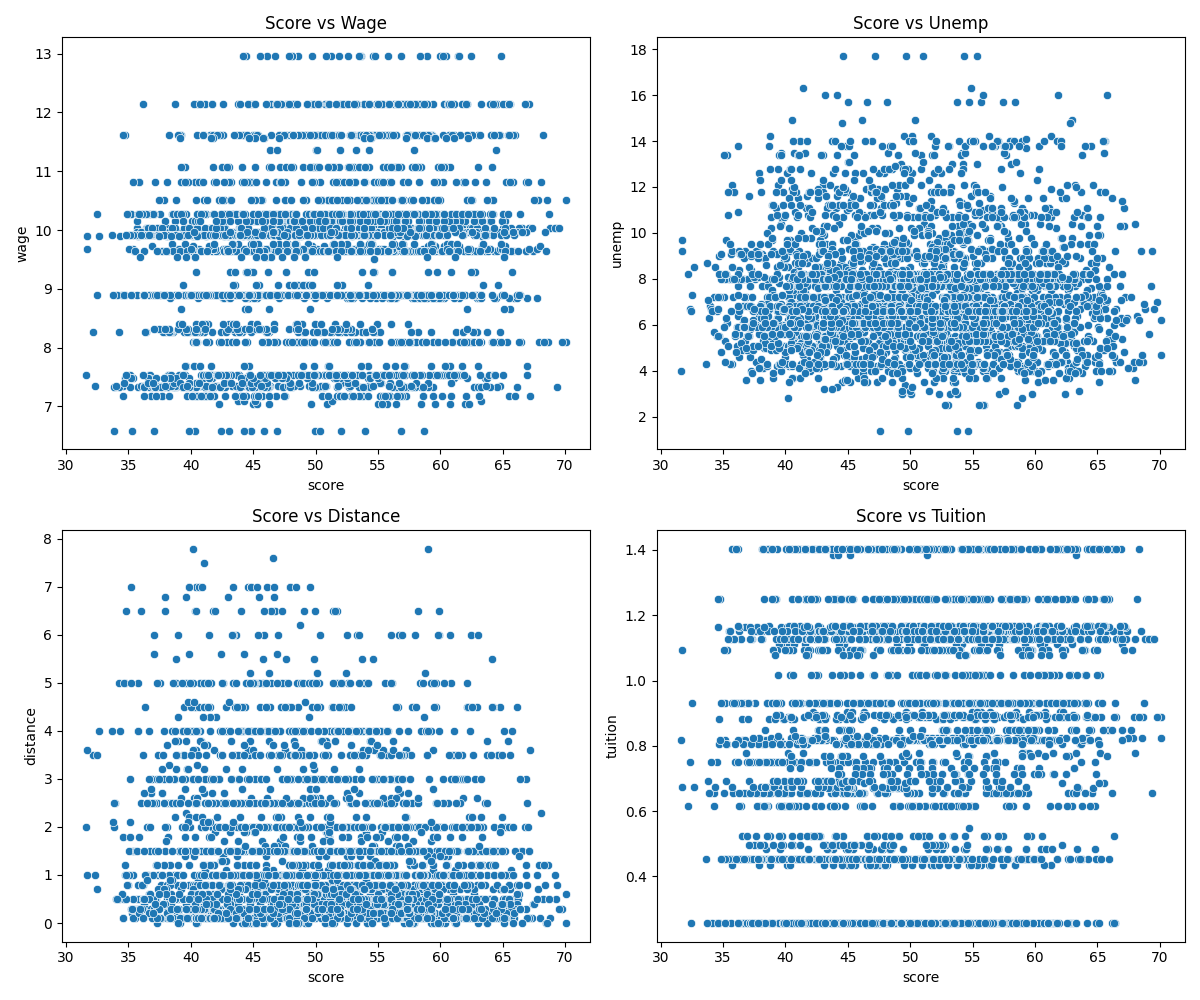 Score vs Wage
13
12
11
10
9
8
7
wage
30 35 40 45 50 55 60 65 70
score
Score vs Unemp
18
16
14
12
10
8
6
4
2
unemp
30 35 40 45 50 55 60 65 70
score
Score vs Distance
8
7
6
5
4
3
2
1
0
distance
30 35 40 45 50 55 60 65 70
score
Score vs Tuition
1.4
1.2
1.0
0.8
0.6
0.4
tuition
30 35 40 45 50 55 60 65 70
score